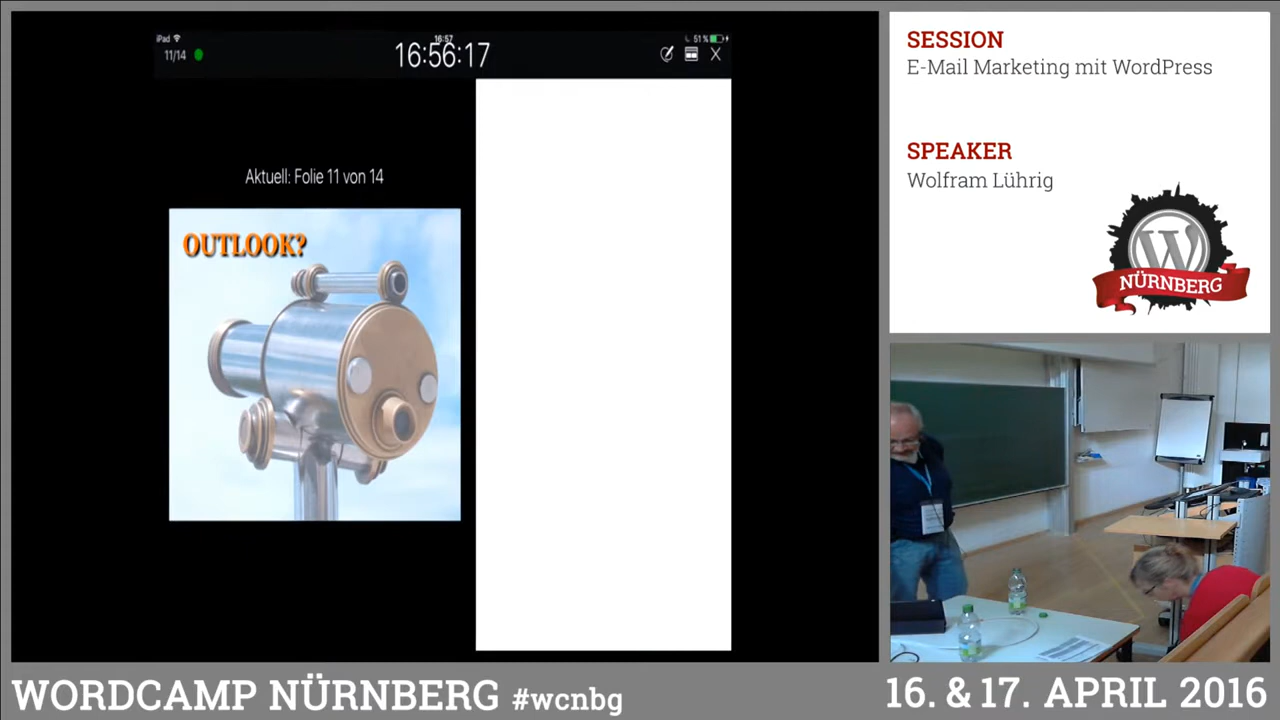 iPad
16:57
51 %
11/14
16:56:17
Aktuell: Folie 11 von 14
OUTLOOK?
SESSION
E-Mail Marketing mit WordPress
SPEAKER
Wolfram Lührig
W
NÜRNBERG
WORDCAMP NÜRNBERG #wcnbg
16. & 17. APRIL 2016